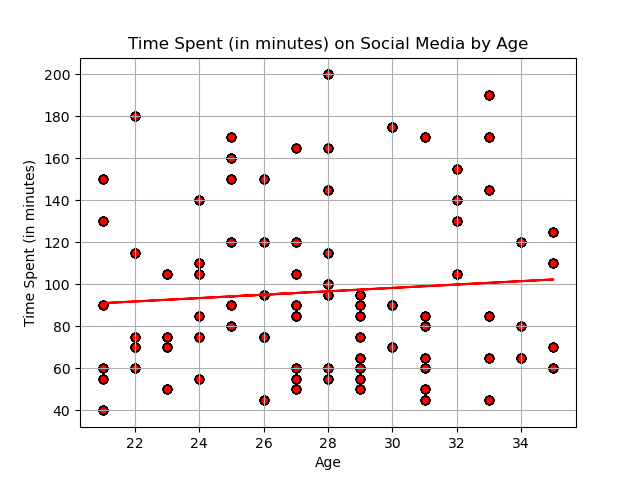 Time Spent (in minutes) on Social Media by Age
Time Spent (in minutes)
200
180
160
140
120
100
80
60
40
22 24 26 28 30 32 34
Age